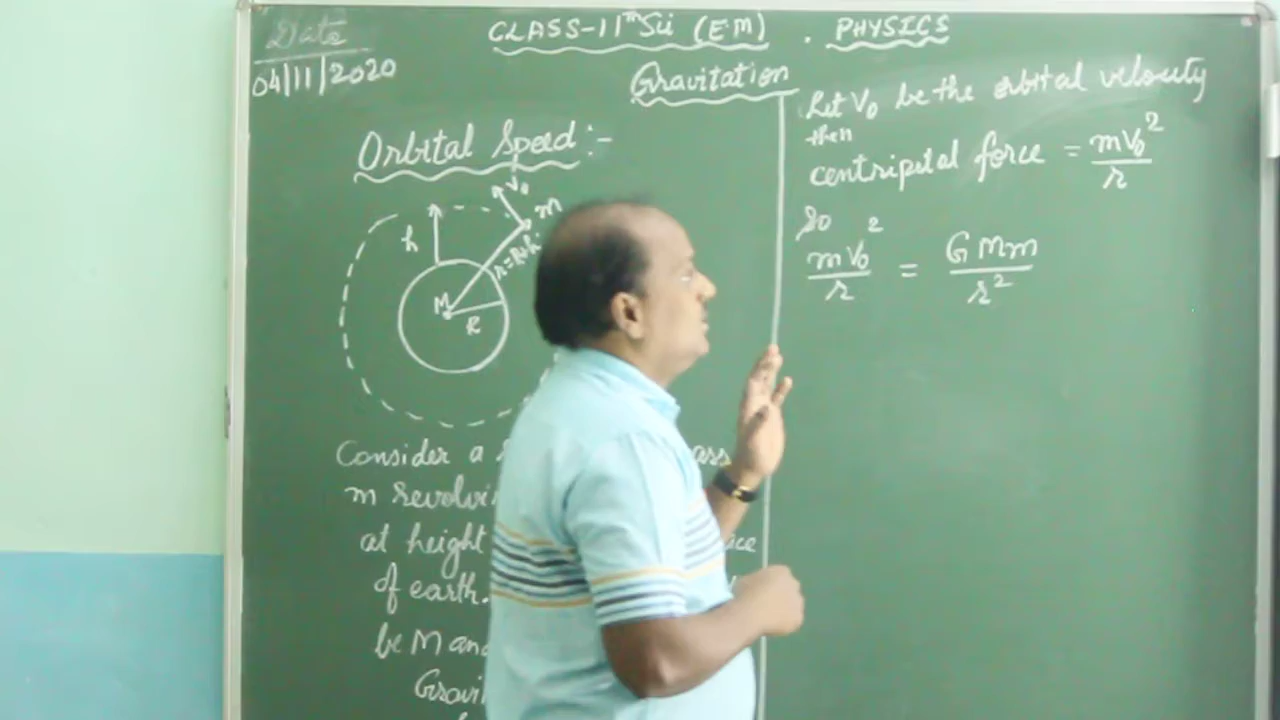 Date
04/11/2020
CLASS-11th Sci (E.M) . PHYSICS
Gravitation
Orbital Speed :-
V₀
m
h
r=R+h
M
R
Consider a
m revolvi
at height
of earth.
be M and
Gravi
Let V₀ be the orbital velocity
then
centripetal force = mV₀²/r
So
mV₀²/r = GMm/r²